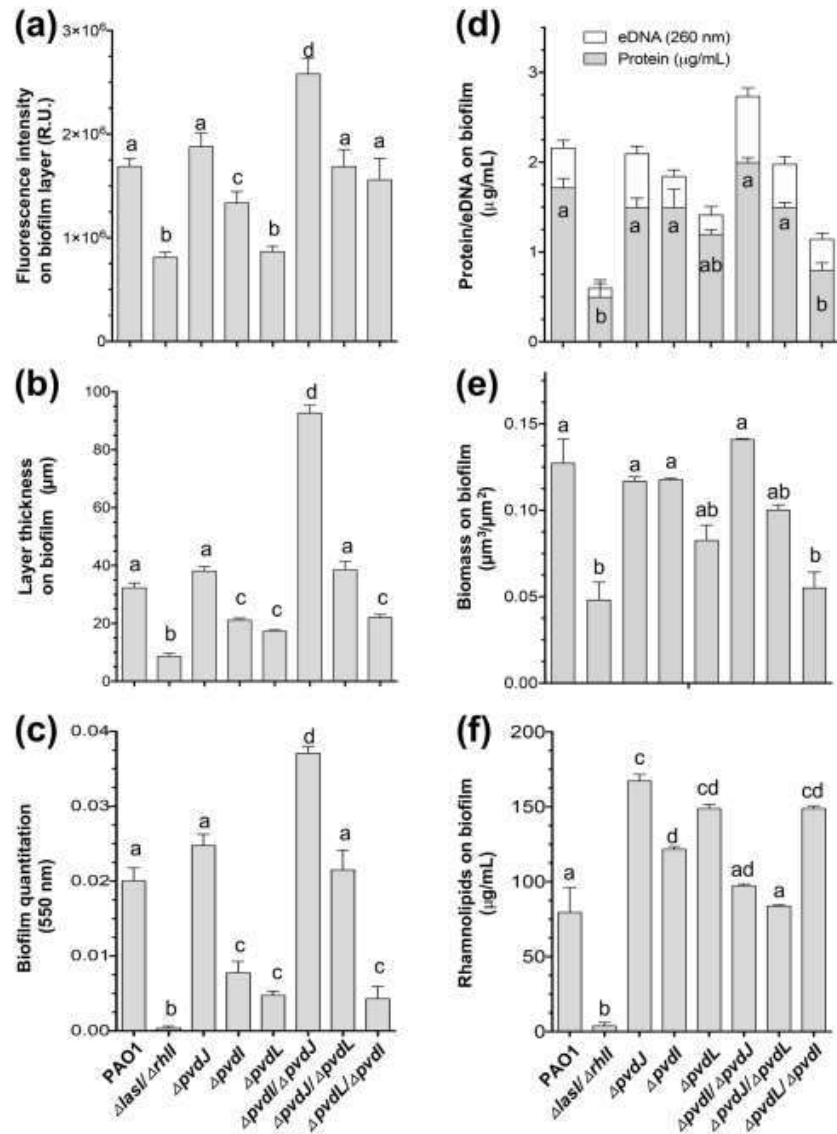 (a)
Fluorescence intensity
on biofilm layer (R.U.)
3×10⁶
2×10⁶
1×10⁶
0
a
b
a
c
b
d
a
a
(b)
Layer thickness
on biofilm (µm)
100
80
60
40
20
0
a
b
a
c
c
d
a
c
(c)
Biofilm quantitation
(550 nm)
0.04
0.03
0.02
0.01
0.00
a
b
a
c
c
d
a
c
PAO1
ΔlasI/ΔrhlI
ΔpvdJ
ΔpvdI
ΔpvdL
ΔpvdI/ΔpvdJ
ΔpvdJ/ΔpvdL
ΔpvdL/ΔpvdI
(d)
eDNA (260 nm)
Protein (µg/mL)
Protein/eDNA on biofilm
(µg/mL)
3
2
1
0
a
b
a
a
ab
a
a
b
(e)
Biomass on biofilm
(µm³/µm²)
0.15
0.10
0.05
0.00
a
b
a
a
ab
a
ab
b
(f)
Rhamnolipids on biofilm
(µg/mL)
200
150
100
50
0
a
b
c
d
cd
ad
a
cd
PAO1
ΔlasI/ΔrhlI
ΔpvdJ
ΔpvdI
ΔpvdL
ΔpvdI/ΔpvdJ
ΔpvdJ/ΔpvdL
ΔpvdL/ΔpvdI